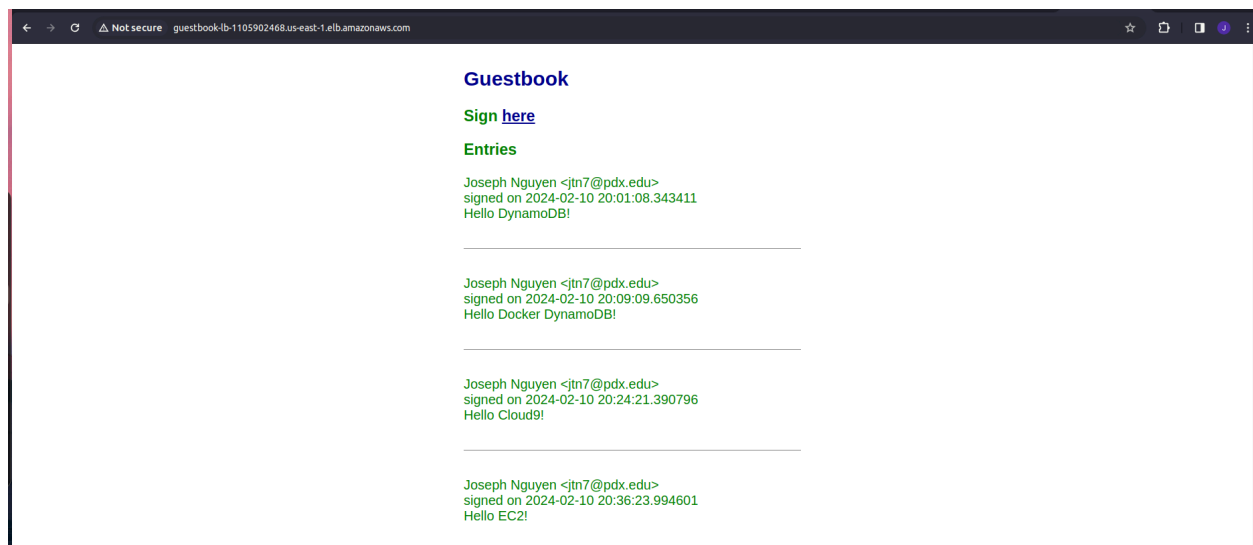 Not secure guestbook-lb-1105902468.us-east-1.elb.amazonaws.com
J
Guestbook
Sign here
Entries
Joseph Nguyen <jtn7@pdx.edu>
signed on 2024-02-10 20:01:08.343411
Hello DynamoDB!
Joseph Nguyen <jtn7@pdx.edu>
signed on 2024-02-10 20:09:09.650356
Hello Docker DynamoDB!
Joseph Nguyen <jtn7@pdx.edu>
signed on 2024-02-10 20:24:21.390796
Hello Cloud9!
Joseph Nguyen <jtn7@pdx.edu>
signed on 2024-02-10 20:36:23.994601
Hello EC2!